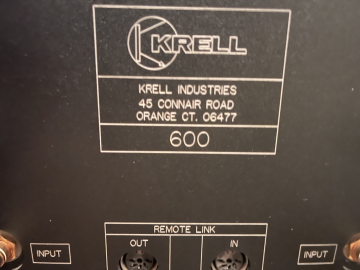 KRELL
KRELL INDUSTRIES
45 CONNAIR ROAD
ORANGE CT. 06477
600
REMOTE LINK
OUT IN
INPUT INPUT